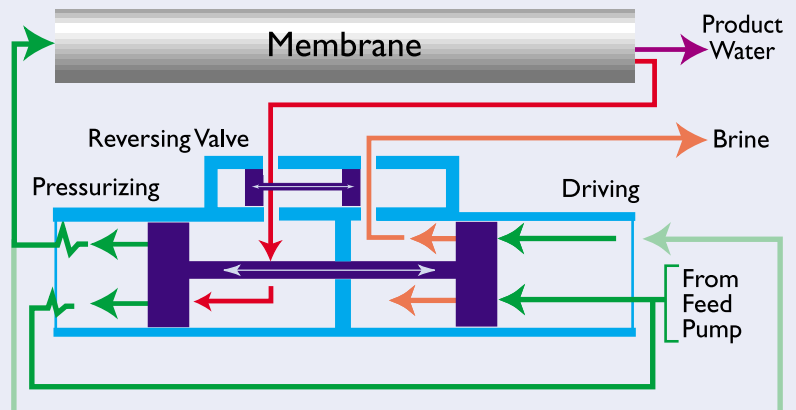 Membrane
Product
Water
Reversing Valve
Brine
Pressurizing
Driving
From
Feed
Pump